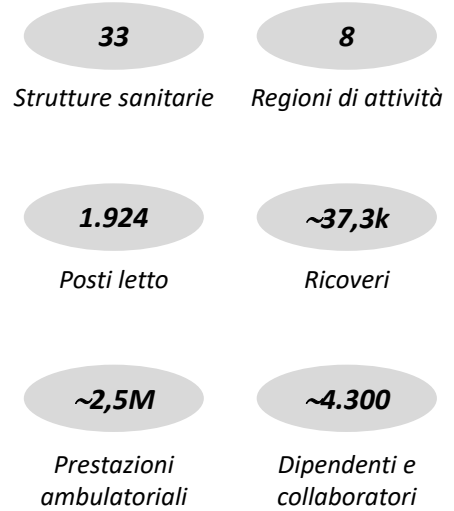 33
Strutture sanitarie
8
Regioni di attività
1.924
Posti letto
~37,3k
Ricoveri
~2,5M
Prestazioni
ambulatoriali
~4.300
Dipendenti e
collaboratori